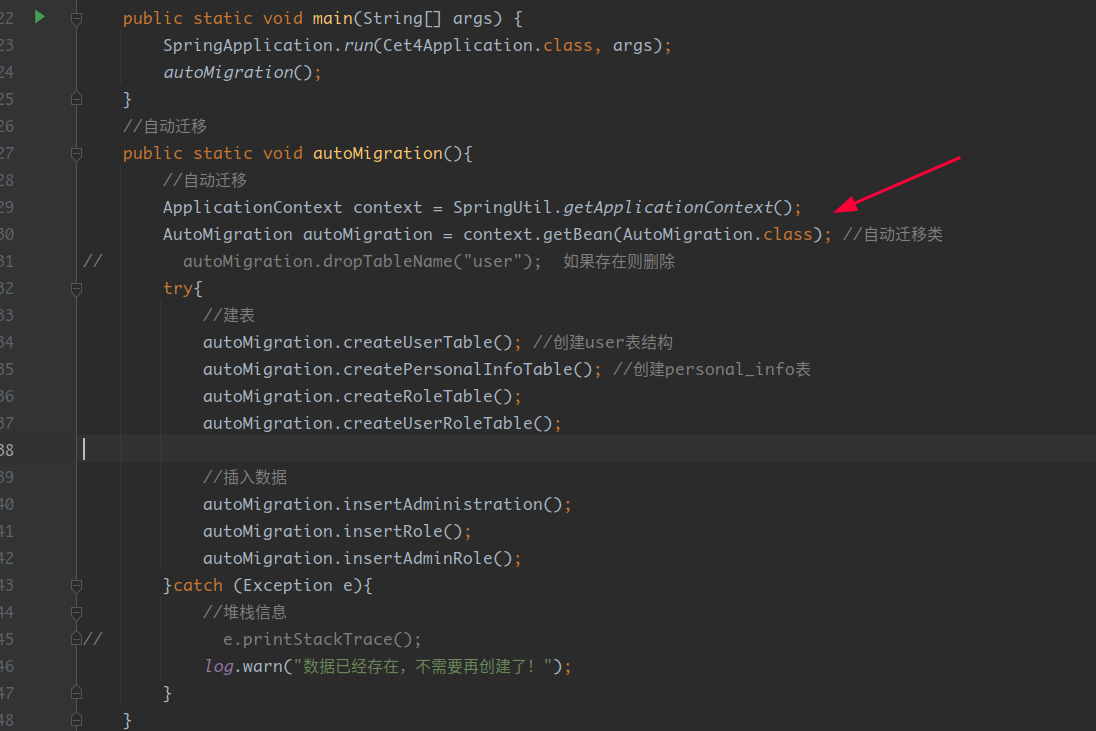 22 public static void main(String[] args) {
23 SpringApplication.run(Cet4Application.class, args);
24 autoMigration();
25 }
26 //自动迁移
27 public static void autoMigration(){
28 //自动迁移
29 ApplicationContext context = SpringUtil.getApplicationContext();
30 AutoMigration autoMigration = context.getBean(AutoMigration.class); //自动迁移类
31 // autoMigration.dropTableName("user"); 如果存在则删除
32 try{
33 //建表
34 autoMigration.createUserTable(); //创建user表结构
35 autoMigration.createPersonalInfoTable(); //创建personal_info表
36 autoMigration.createRoleTable();
37 autoMigration.createUserRoleTable();
38
39 //插入数据
40 autoMigration.insertAdministration();
41 autoMigration.insertRole();
42 autoMigration.insertAdminRole();
43 }catch (Exception e){
44 //堆栈信息
45 // e.printStackTrace();
46 log.warn("数据已经存在，不需要再创建了！");
47 }
48 }